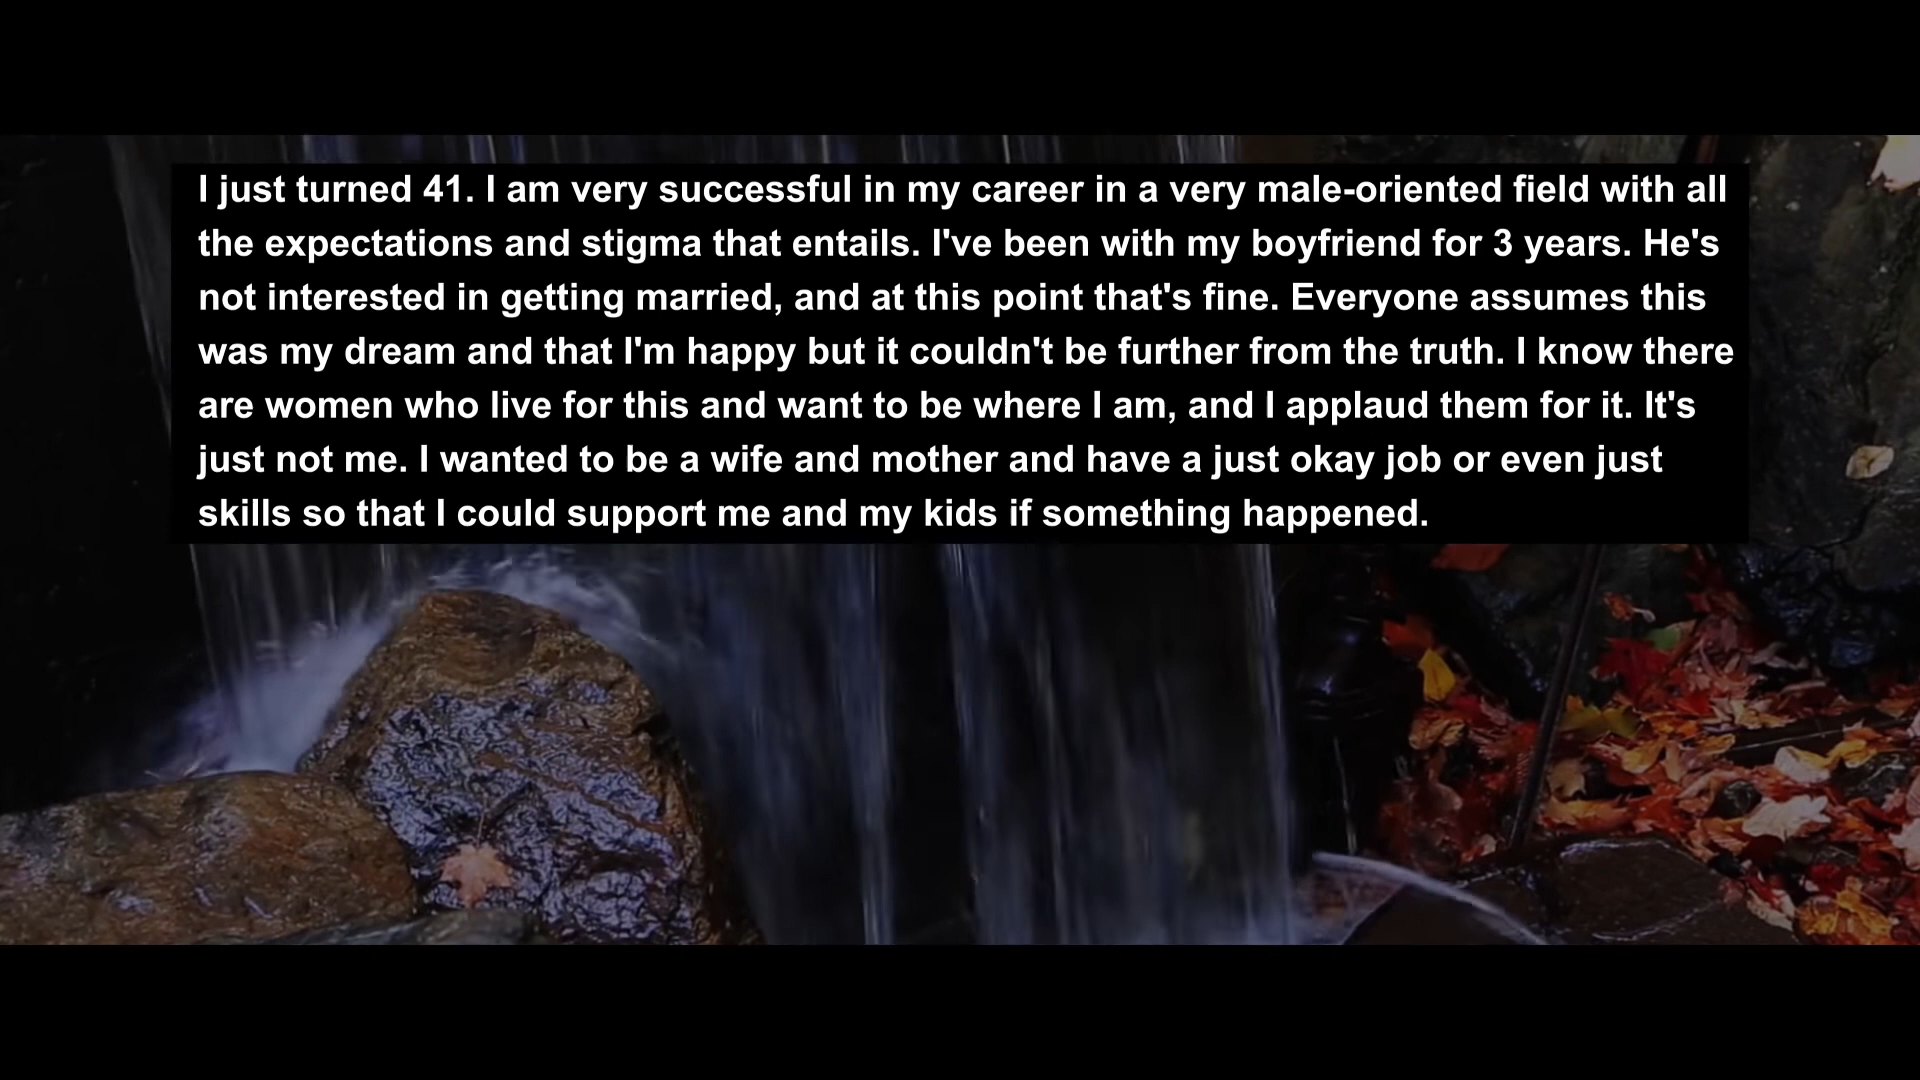 I just turned 41. I am very successful in my career in a very male-oriented field with all
the expectations and stigma that entails. I've been with my boyfriend for 3 years. He's
not interested in getting married, and at this point that's fine. Everyone assumes this
was my dream and that I'm happy but it couldn't be further from the truth. I know there
are women who live for this and want to be where I am, and I applaud them for it. It's
just not me. I wanted to be a wife and mother and have a just okay job or even just
skills so that I could support me and my kids if something happened.